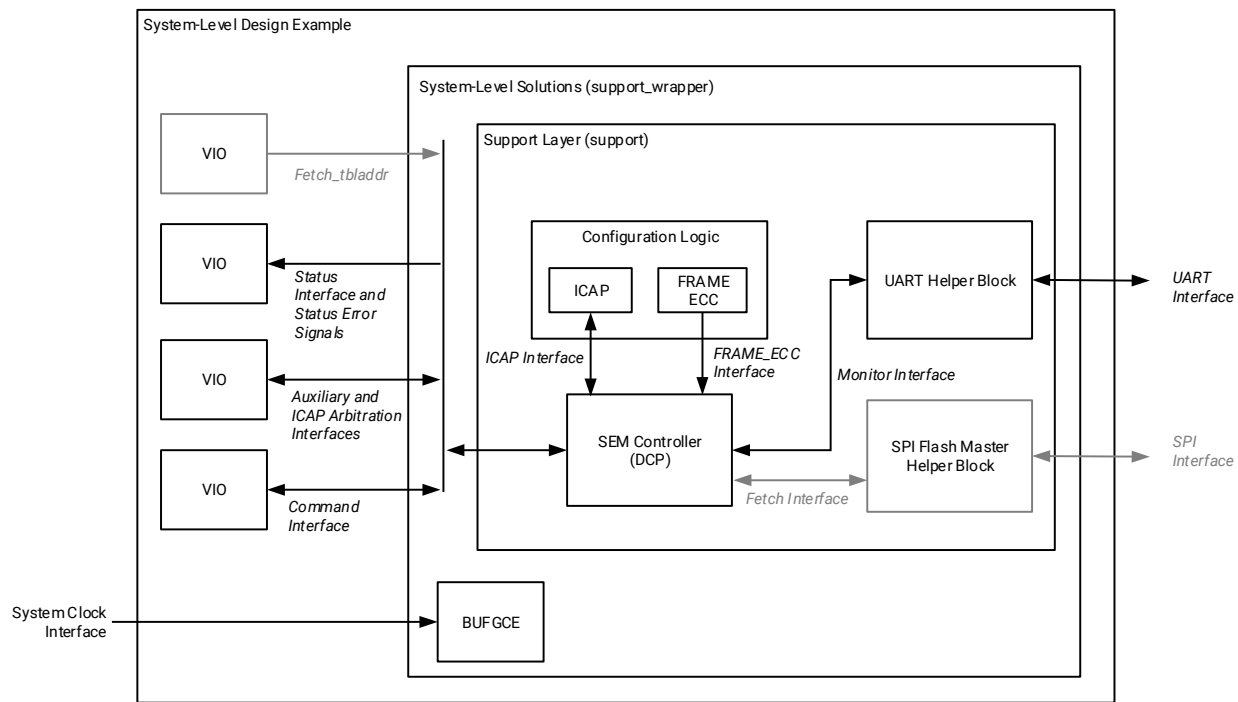 System-Level Design Example
System-Level Solutions (support_wrapper)
Support Layer (support)
VIO
Fetch_tbladdr
VIO
Status
Interface and
Status Error
Signals
VIO
Auxiliary and
ICAP Arbitration
Interfaces
VIO
Command
Interface
Configuration Logic
ICAP
FRAME
ECC
ICAP Interface
FRAME_ECC
Interface
SEM Controller
(DCP)
UART Helper Block
Monitor Interface
SPI Flash Master
Helper Block
Fetch Interface
UART
Interface
SPI
Interface
System Clock
Interface
BUFGCE